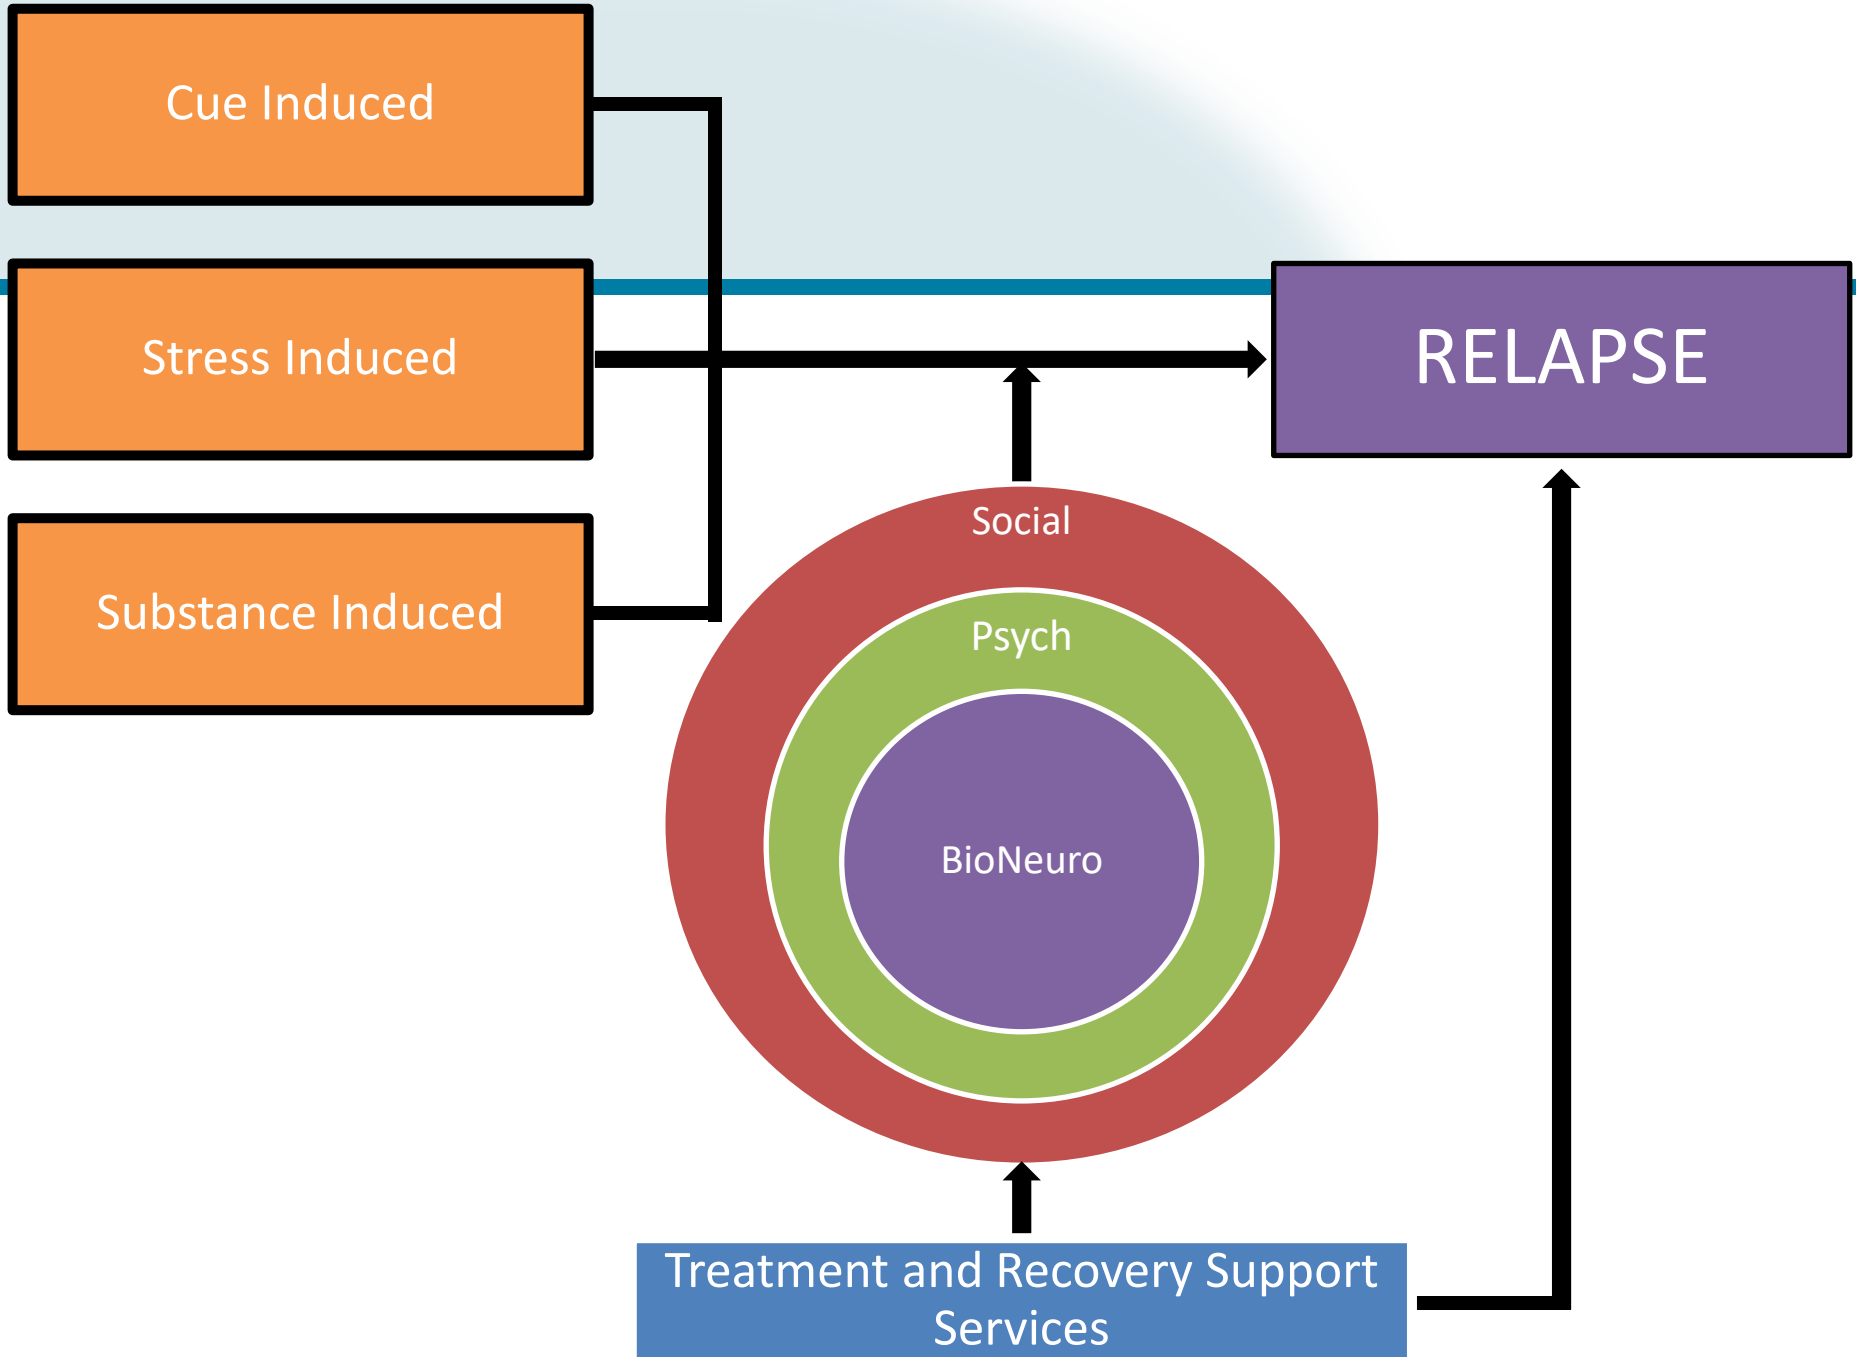 Cue Induced
Stress Induced
RELAPSE
Substance Induced
Social
Psych
BioNeuro
Treatment and Recovery Support
Services